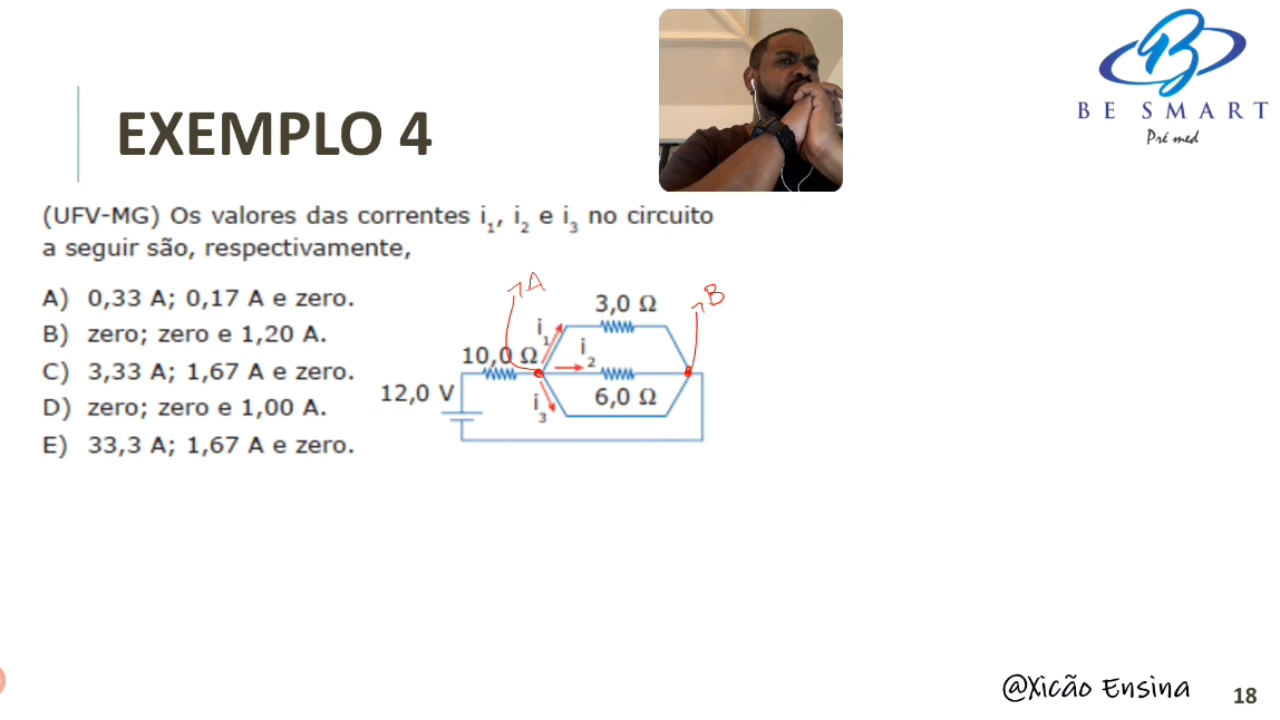 BE SMART
Pré med
EXEMPLO 4
(UFV-MG) Os valores das correntes i₁, i₂ e i₃ no circuito
a seguir são, respectivamente,
A) 0,33 A; 0,17 A e zero.
B) zero; zero e 1,20 A.
C) 3,33 A; 1,67 A e zero.
D) zero; zero e 1,00 A.
E) 33,3 A; 1,67 A e zero.
A
B
3,0 Ω
i₁
i₂
10,0 Ω
12,0 V
6,0 Ω
i₃
@Xicão Ensina
18